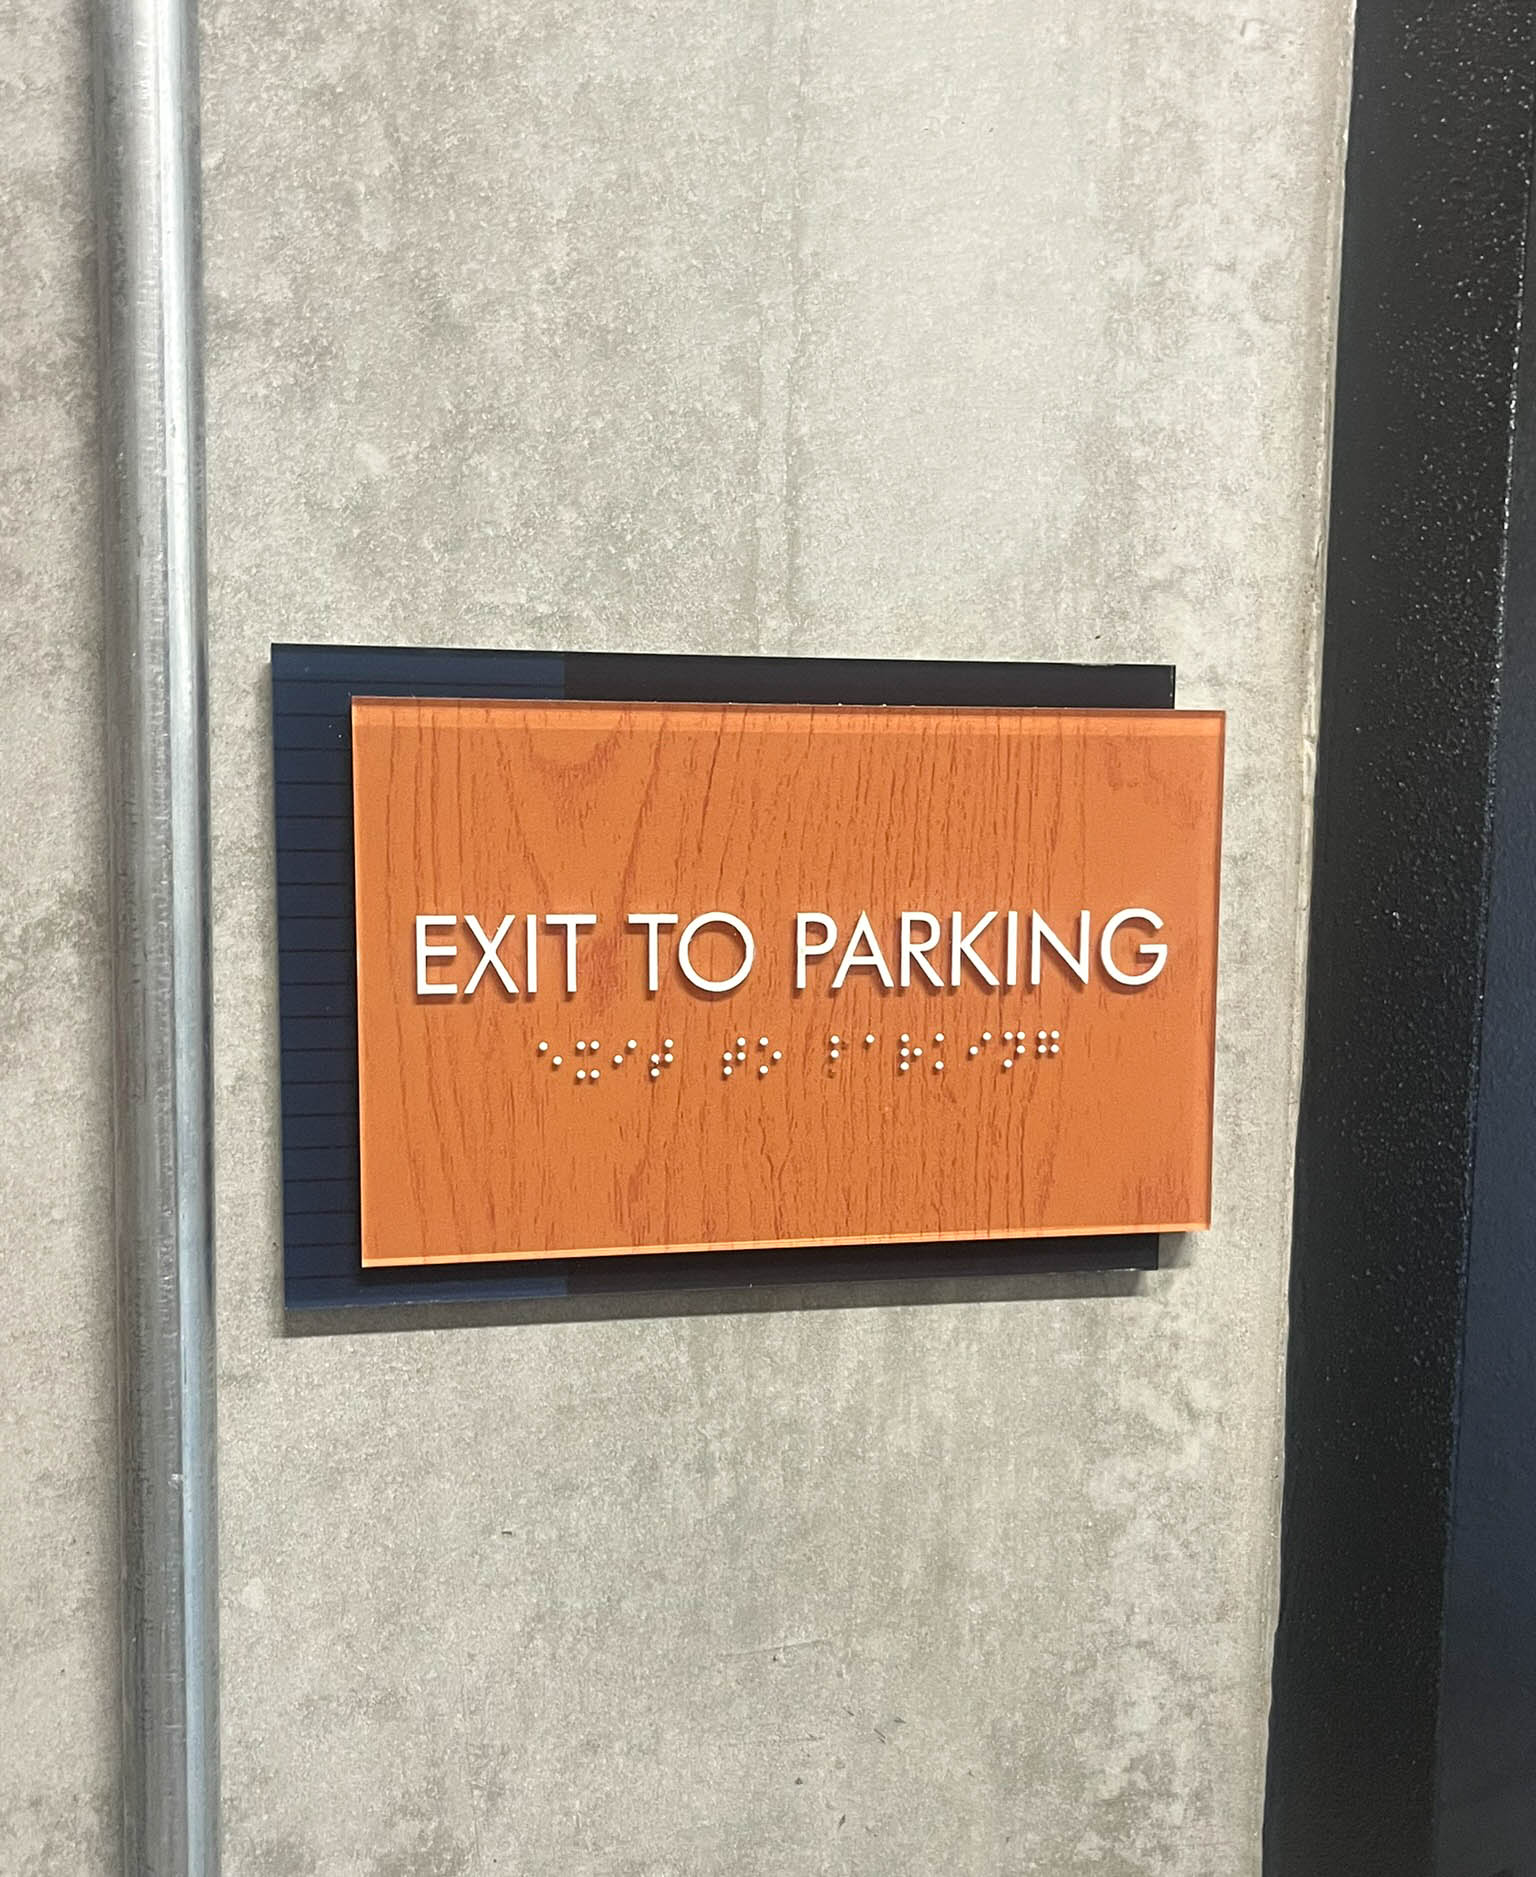 EXIT TO PARKING
⠑⠭⠊⠞ ⠞⠕ ⠏⠁⠗⠅⠊⠝⠛